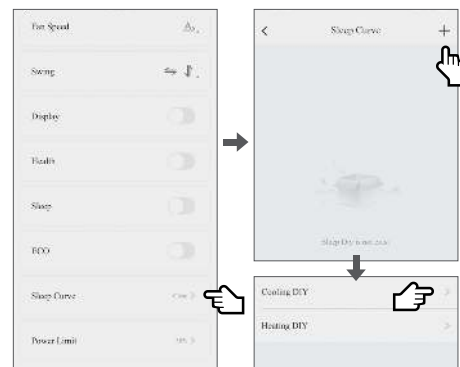 Fan Speed
Swing
Display
Health
Sleep
ECO
Sleep Curve
Power Limit
Sleep Curve
Cooling DIY
Heating DIY